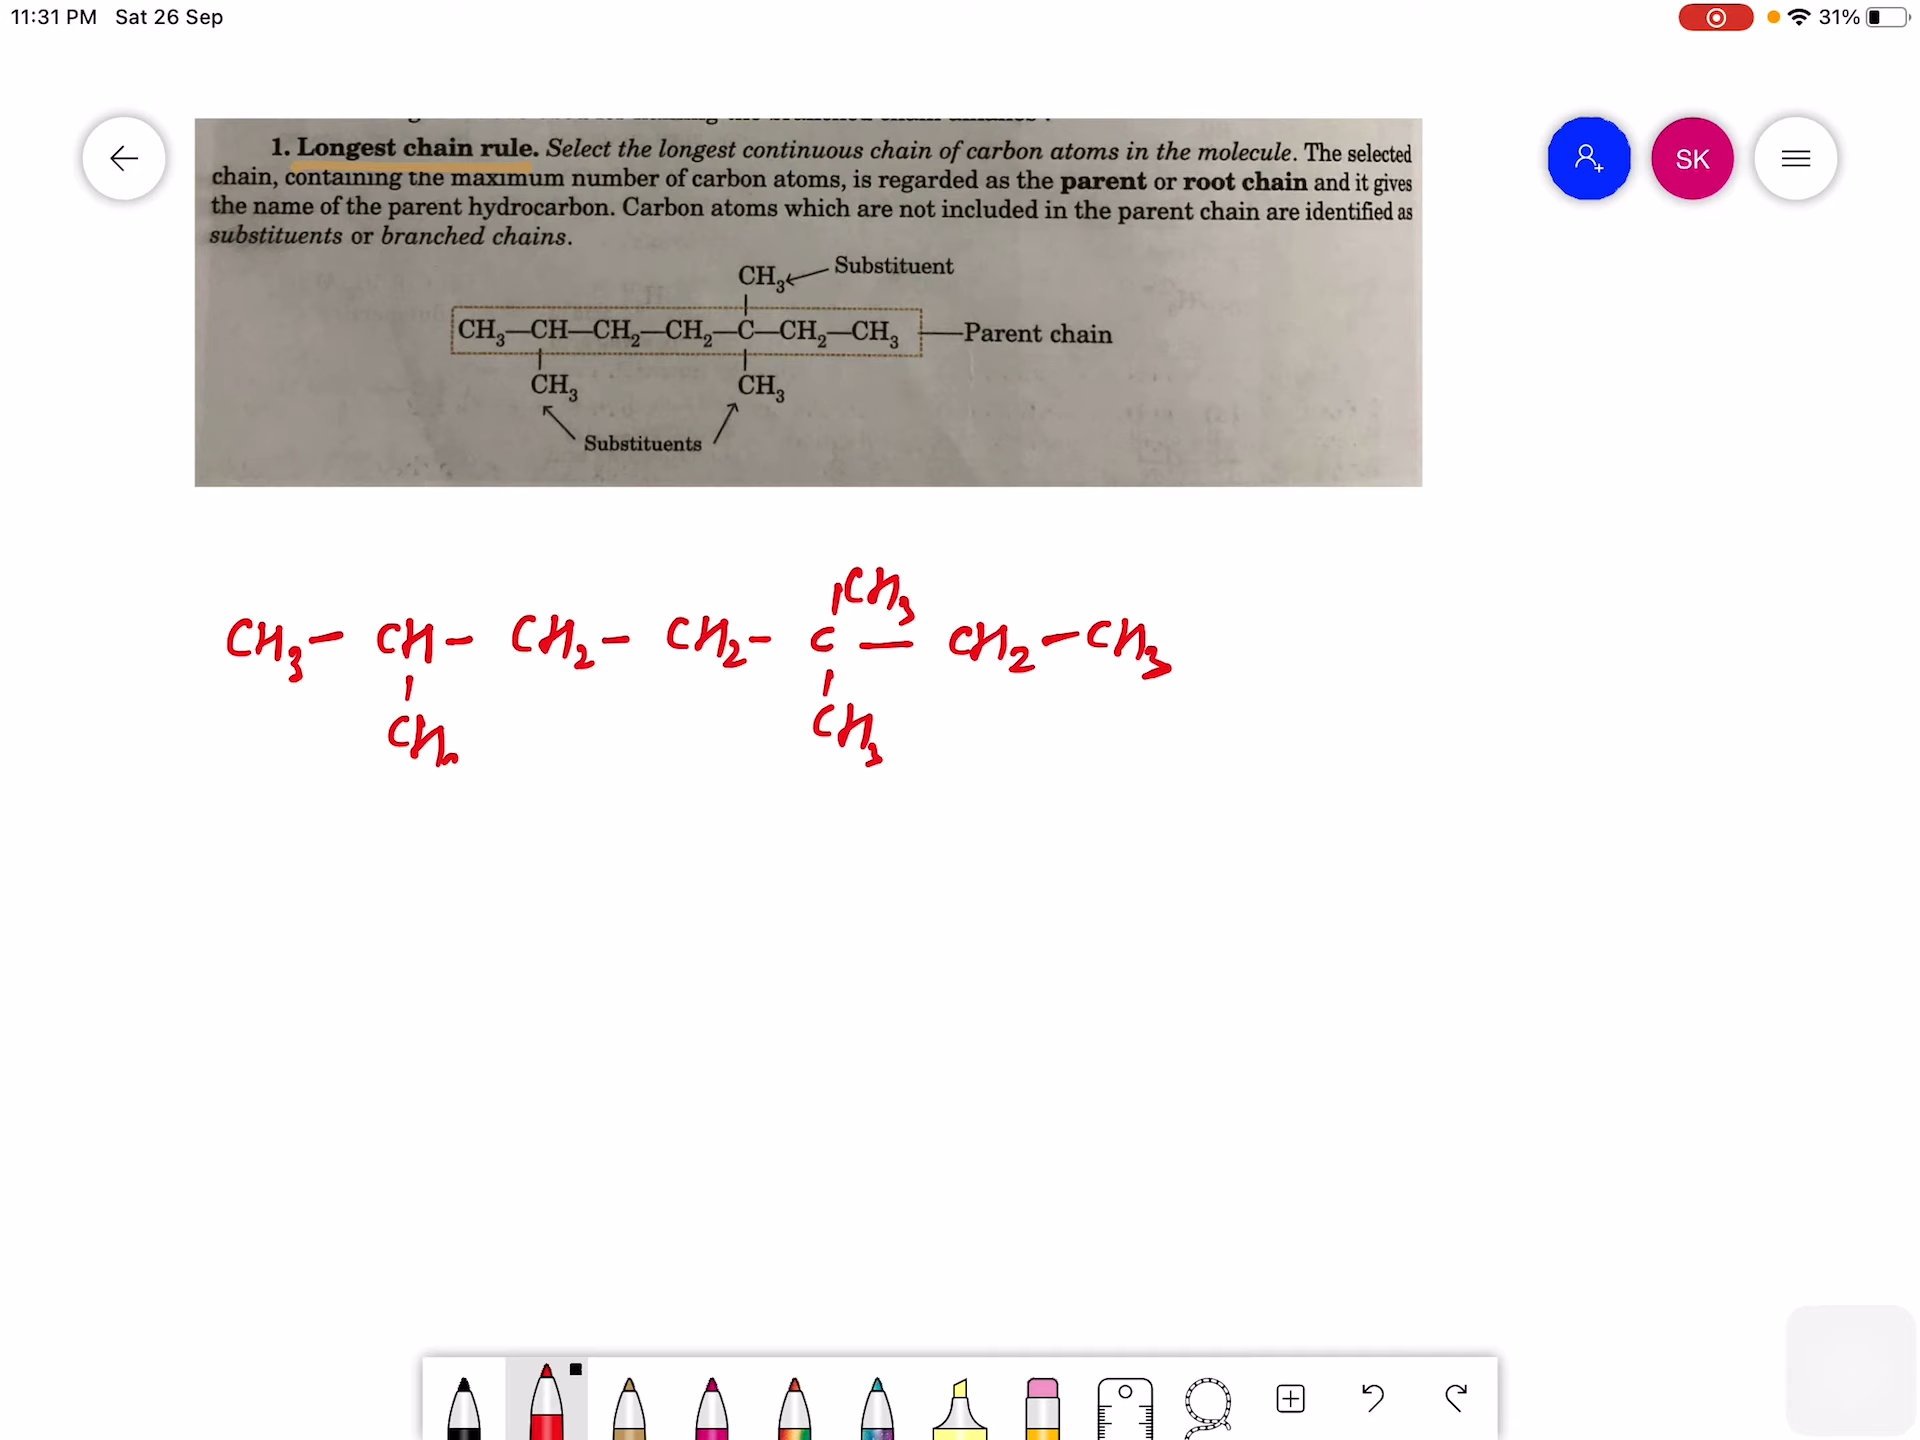 11:31 PM Sat 26 Sep
31%
SK
1. Longest chain rule. Select the longest continuous chain of carbon atoms in the molecule. The selected
chain, containing the maximum number of carbon atoms, is regarded as the parent or root chain and it gives
the name of the parent hydrocarbon. Carbon atoms which are not included in the parent chain are identified as
substituents or branched chains.
CH₃ Substituent
CH₃—CH—CH₂—CH₂—C—CH₂—CH₃ Parent chain
CH₃ CH₃
Substituents
CH₃
CH₃ – CH – CH₂ – CH₂ – C — CH₂ – CH₃
CH CH₃